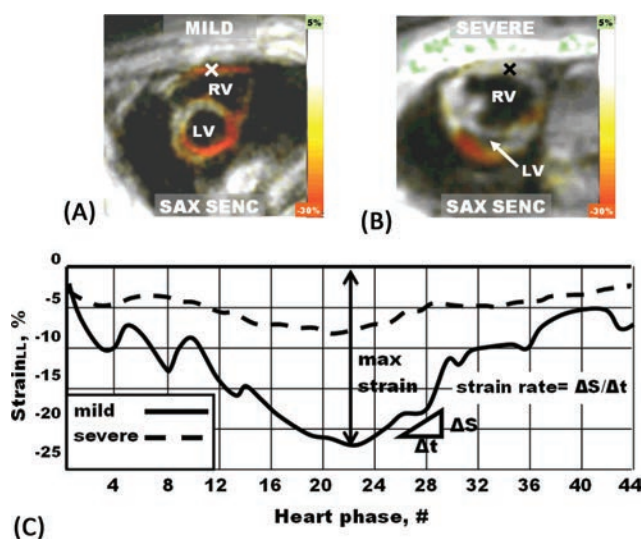 MILD
5%
RV
LV
-30%
SAX SENC
(A)
SEVERE
5%
RV
LV
-30%
SAX SENC
(B)
0
-5
-10
-15
-20
-25
StrainLL, %
max
strain
strain rate= ΔS/Δt
ΔS
Δt
mild
severe
4 8 12 16 20 22 24 28 32 36 40 44
Heart phase, #
(C)